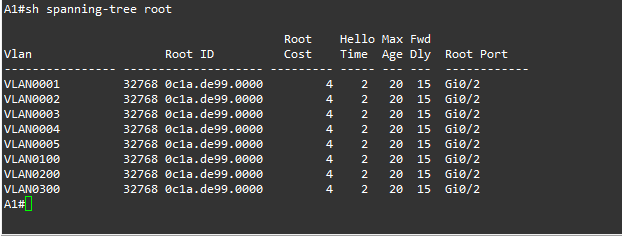 A1#sh spanning-tree root

                                        Root    Hello Max Fwd
Vlan                   Root ID          Cost    Time  Age Dly  Root Port
---------------- -------------------- --------- ----- --- ---  ------------
VLAN0001         32768 0c1a.de99.0000         4    2   20  15  Gi0/2
VLAN0002         32768 0c1a.de99.0000         4    2   20  15  Gi0/2
VLAN0003         32768 0c1a.de99.0000         4    2   20  15  Gi0/2
VLAN0004         32768 0c1a.de99.0000         4    2   20  15  Gi0/2
VLAN0005         32768 0c1a.de99.0000         4    2   20  15  Gi0/2
VLAN0100         32768 0c1a.de99.0000         4    2   20  15  Gi0/2
VLAN0200         32768 0c1a.de99.0000         4    2   20  15  Gi0/2
VLAN0300         32768 0c1a.de99.0000         4    2   20  15  Gi0/2
A1#